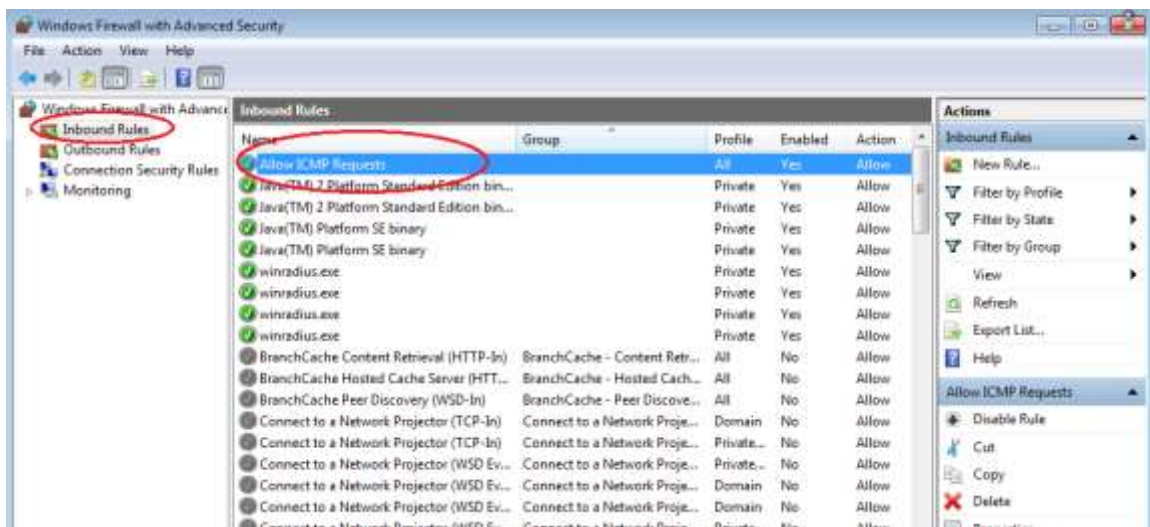 Windows Firewall with Advanced Security
File Action View Help
Windows Firewall with Advance
Inbound Rules
Outbound Rules
Connection Security Rules
Monitoring
Inbound Rules
Name Group Profile Enabled Action
Allow ICMP Requests All Yes Allow
Java(TM) 2 Platform Standard Edition bin... Private Yes Allow
Java(TM) 2 Platform Standard Edition bin... Private Yes Allow
Java(TM) Platform SE binary Private Yes Allow
Java(TM) Platform SE binary Private Yes Allow
winradius.exe Private Yes Allow
winradius.exe Private Yes Allow
winradius.exe Private Yes Allow
winradius.exe Private Yes Allow
BranchCache Content Retrieval (HTTP-In) BranchCache - Content Retr... All No Allow
BranchCache Hosted Cache Server (HTT... BranchCache - Hosted Cach... All No Allow
BranchCache Peer Discovery (WSD-In) BranchCache - Peer Discove... All No Allow
Connect to a Network Projector (TCP-In) Connect to a Network Proje... Domain No Allow
Connect to a Network Projector (TCP-In) Connect to a Network Proje... Private... No Allow
Connect to a Network Projector (WSD Ev... Connect to a Network Proje... Private... No Allow
Connect to a Network Projector (WSD Ev... Connect to a Network Proje... Domain No Allow
Connect to a Network Projector (WSD Ev... Connect to a Network Proje... Domain No Allow
Actions
Inbound Rules
New Rule...
Filter by Profile
Filter by State
Filter by Group
View
Refresh
Export List...
Help
Allow ICMP Requests
Disable Rule
Cut
Copy
Delete